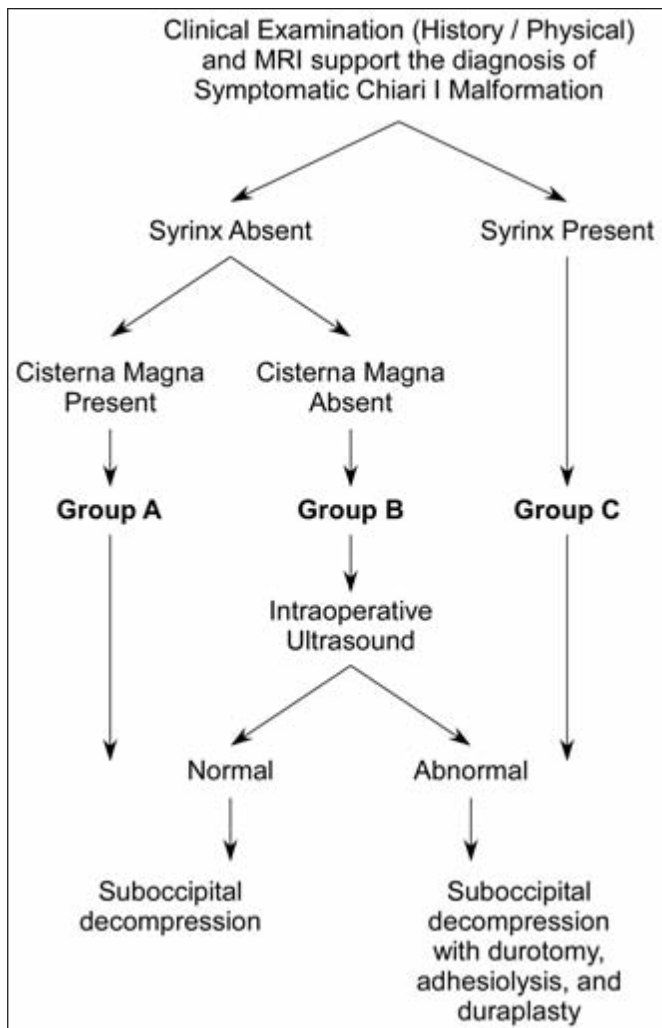 Clinical Examination (History / Physical)
and MRI support the diagnosis of
Symptomatic Chiari I Malformation
Syrinx Absent
Syrinx Present
Cisterna Magna
Present
Cisterna Magna
Absent
Group A
Group B
Group C
Intraoperative
Ultrasound
Normal
Abnormal
Suboccipital
decompression
Suboccipital
decompression
with durotomy,
adhesiolysis, and
duraplasty